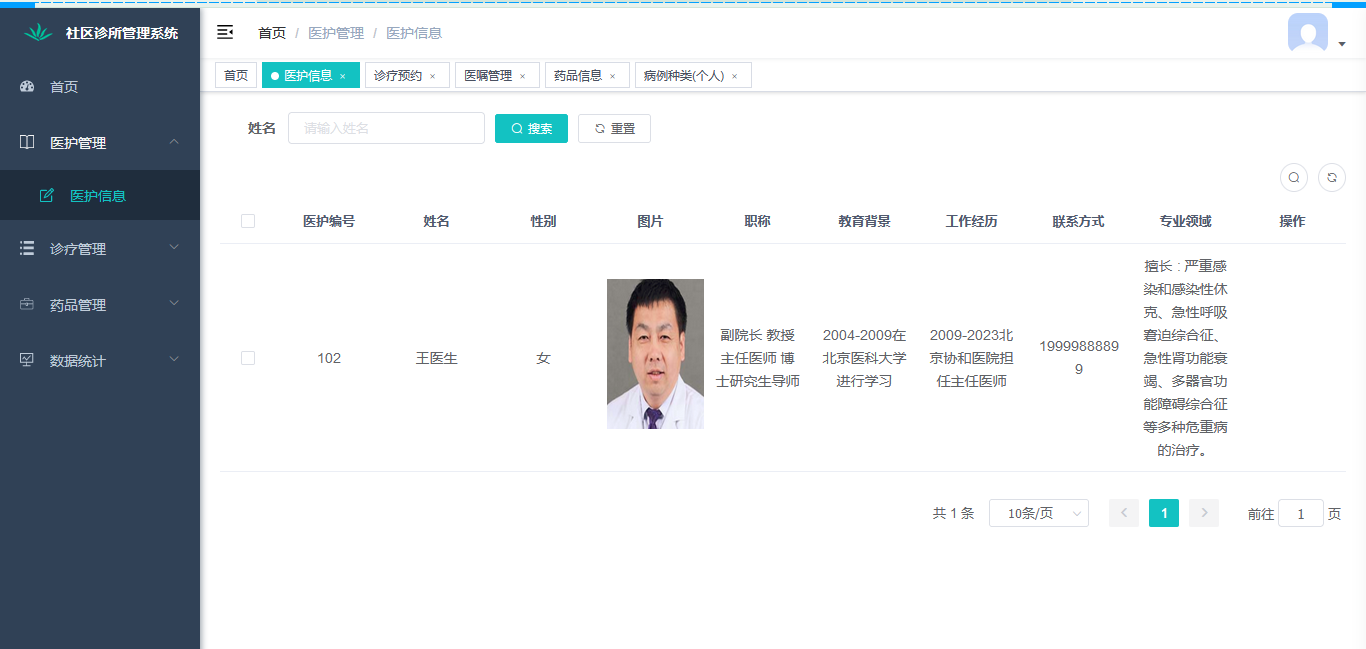 社区诊所管理系统
首页 / 医护管理 / 医护信息
首页
医护管理
医护信息
诊疗管理
药品管理
数据统计
首页 医护信息 × 诊疗预约 × 医嘱管理 × 药品信息 × 病例种类(个人) ×
姓名 请输入姓名 搜索 重置
医护编号 姓名 性别 图片 职称 教育背景 工作经历 联系方式 专业领域 操作
102
王医生
女
副院长 教授
主任医师 博
士研究生导师
2004-2009在
北京医科大学
进行学习
2009-2023北
京协和医院担
任主任医师
1999988889
9
擅长：严重感
染和感染性休
克、急性呼吸
窘迫综合征、
急性肾功能衰
竭、多器官功
能障碍综合征
等多种危重病
的治疗。
共 1 条 10条/页 1 前往 1 页